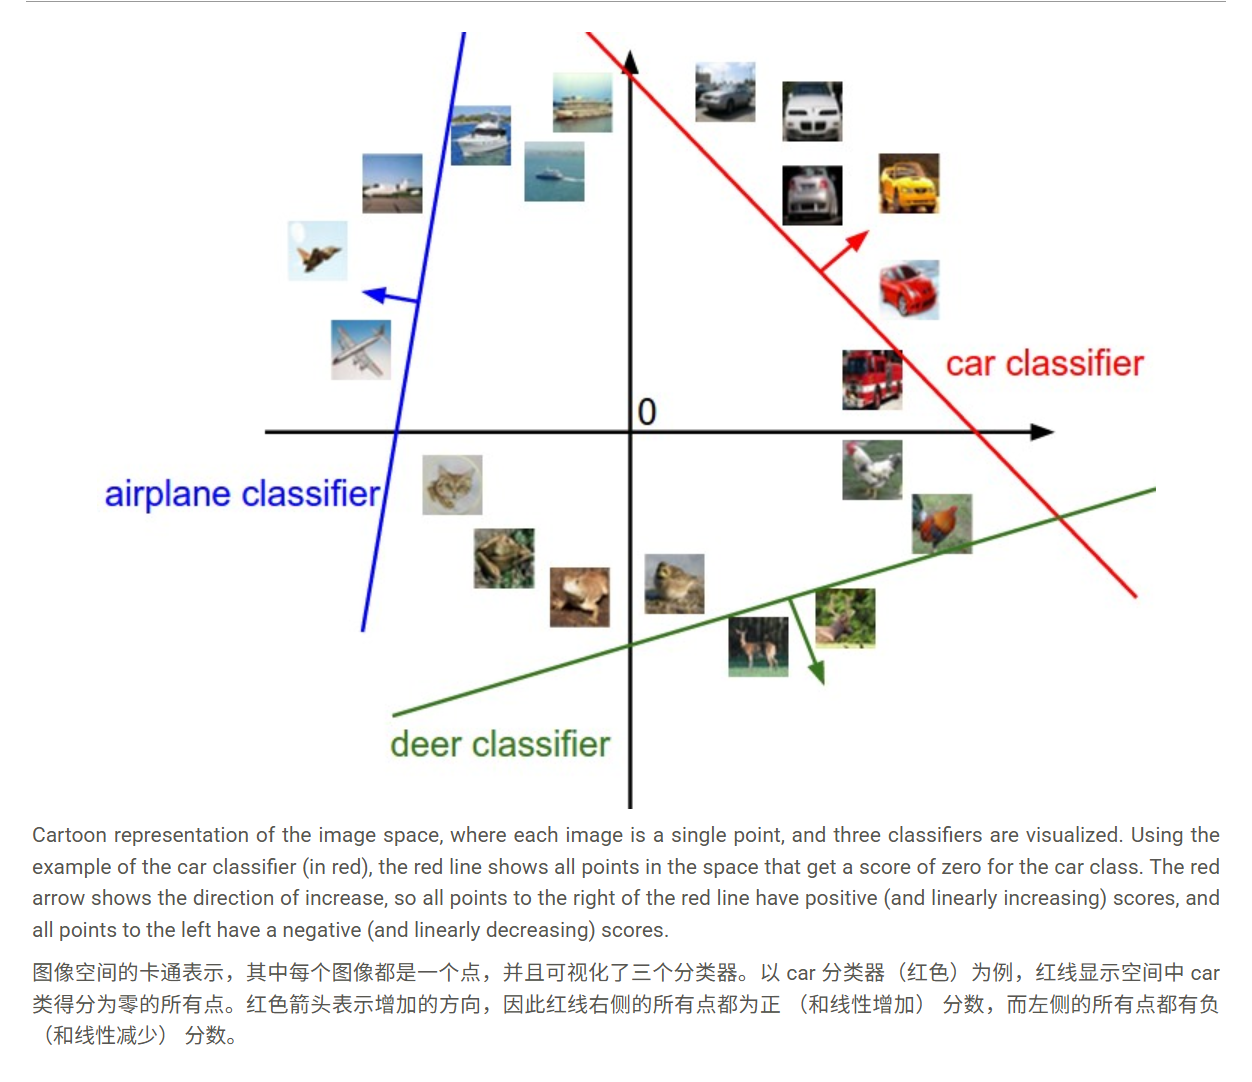 car classifier
0
airplane classifier
deer classifier
Cartoon representation of the image space, where each image is a single point, and three classifiers are visualized. Using the
example of the car classifier (in red), the red line shows all points in the space that get a score of zero for the car class. The red
arrow shows the direction of increase, so all points to the right of the red line have positive (and linearly increasing) scores, and
all points to the left have a negative (and linearly decreasing) scores.
图像空间的卡通表示，其中每个图像都是一个点，并且可视化了三个分类器。以 car 分类器（红色）为例，红线显示空间中 car
类得分为零的所有点。红色箭头表示增加的方向，因此红线右侧的所有点都为正 （和线性增加） 分数，而左侧的所有点都有负
（和线性减少） 分数。